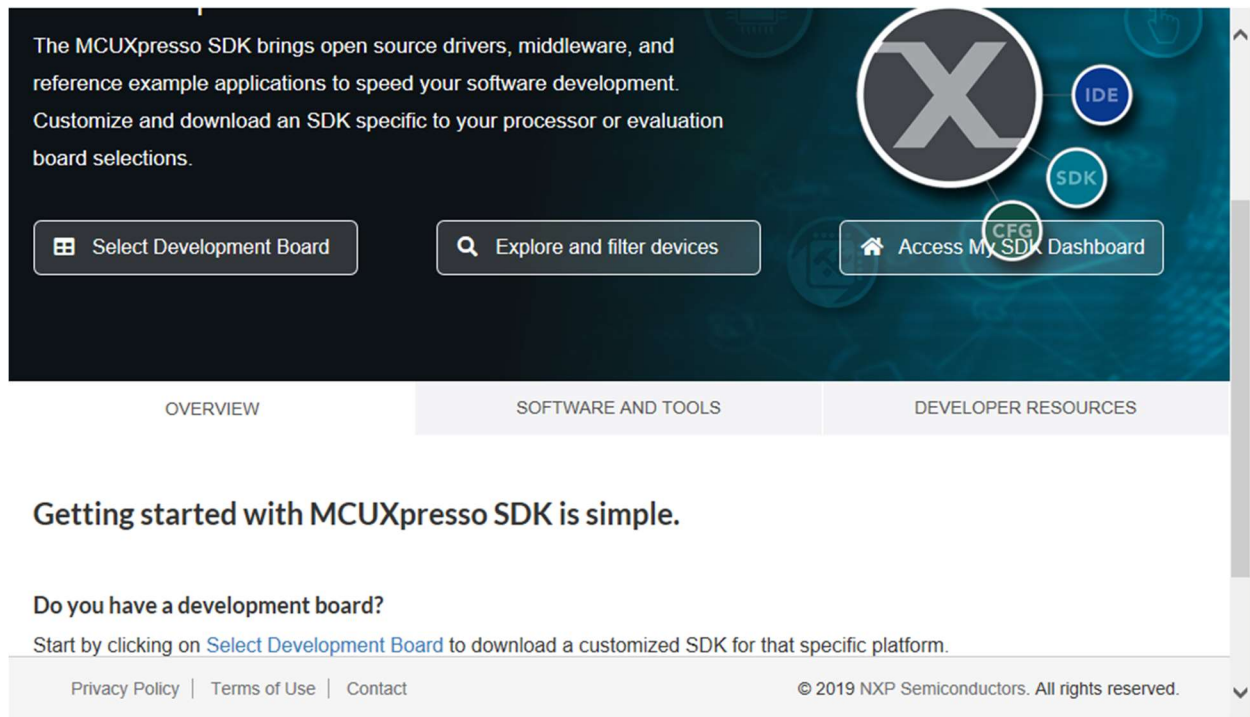 The MCUXpresso SDK brings open source drivers, middleware, and
reference example applications to speed your software development.
Customize and download an SDK specific to your processor or evaluation
board selections.
X
IDE
SDK
CFG
Select Development Board
Explore and filter devices
Access My SDK Dashboard
OVERVIEW
SOFTWARE AND TOOLS
DEVELOPER RESOURCES
Getting started with MCUXpresso SDK is simple.
Do you have a development board?
Start by clicking on Select Development Board to download a customized SDK for that specific platform.
Privacy Policy | Terms of Use | Contact
© 2019 NXP Semiconductors. All rights reserved.